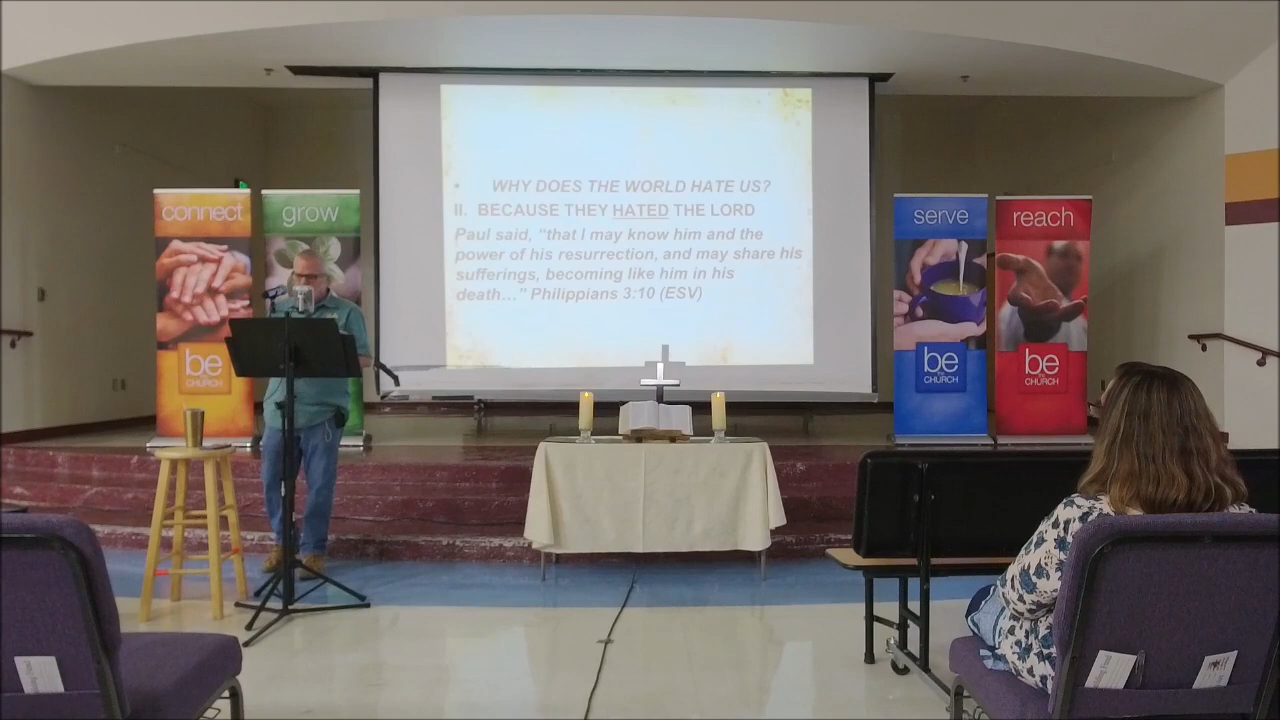 connect
grow
• WHY DOES THE WORLD HATE US?
II. BECAUSE THEY HATED THE LORD
Paul said, “that I may know him and the
power of his resurrection, and may share his
sufferings, becoming like him in his
death…” Philippians 3:10 (ESV)
serve
reach
be
CHURCH
be
the
CHURCH
be
the
CHURCH